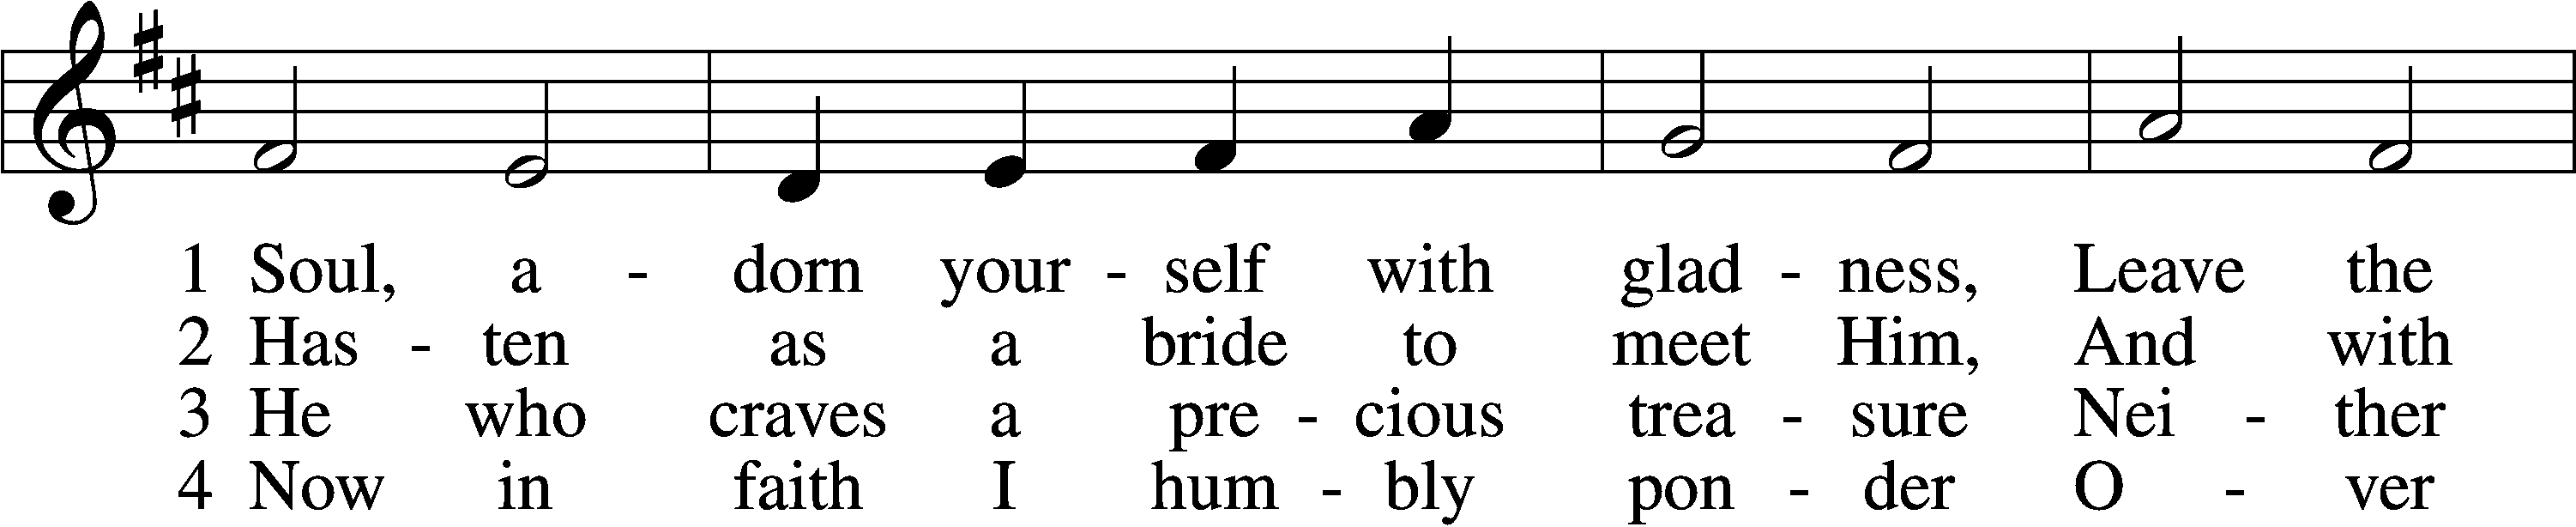 1 Soul, a - dorn your - self with glad - ness, Leave the
2 Has - ten as a bride to meet Him, And with
3 He who craves a pre - cious trea - sure Nei - ther
4 Now in faith I hum - bly pon - der O - ver